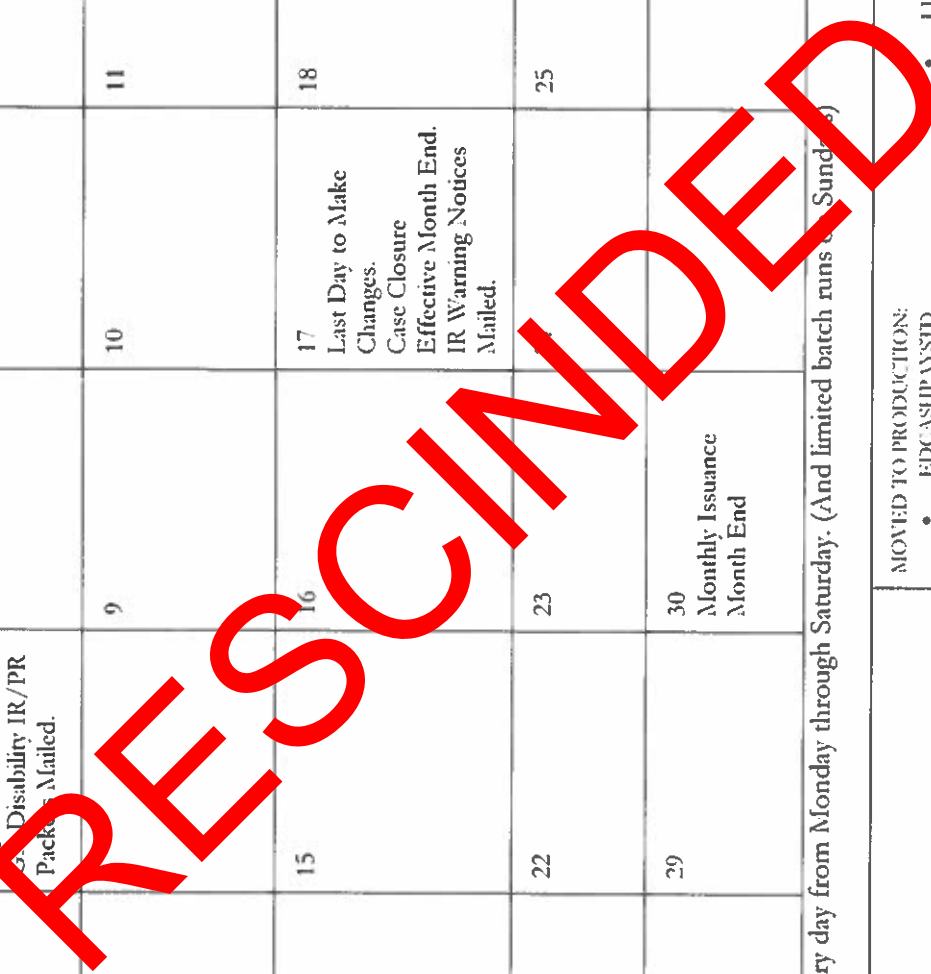 Disability IR/PR
Mailed.
9
10
11
15
16
17
Last Day to Make
Changes.
Case Closure
Effective Month End.
IR Warning Notices
Mailed.
18
22
23
25
29
30
Monthly Issuance
Month End
day from Monday through Saturday. (And limited batch runs
MOVED TO PRODUCTION:
RESCINDED